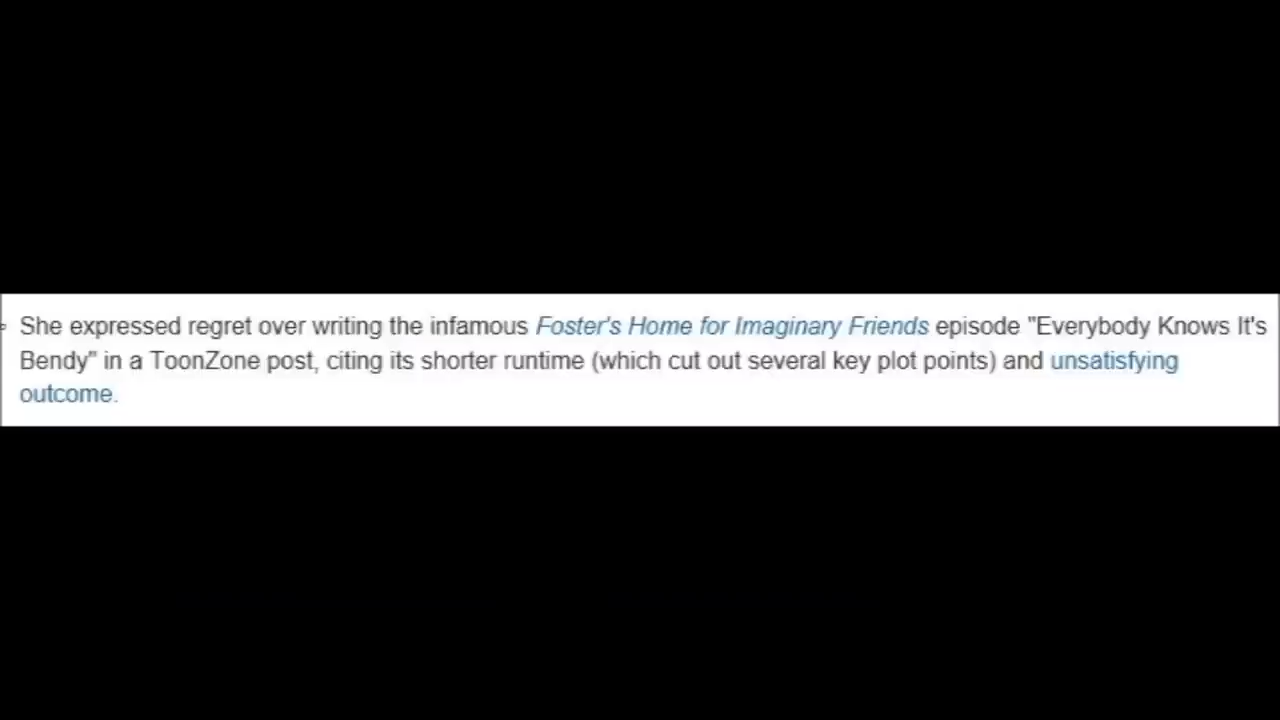 She expressed regret over writing the infamous Foster's Home for Imaginary Friends episode "Everybody Knows It's
Bendy" in a ToonZone post, citing its shorter runtime (which cut out several key plot points) and unsatisfying
outcome.